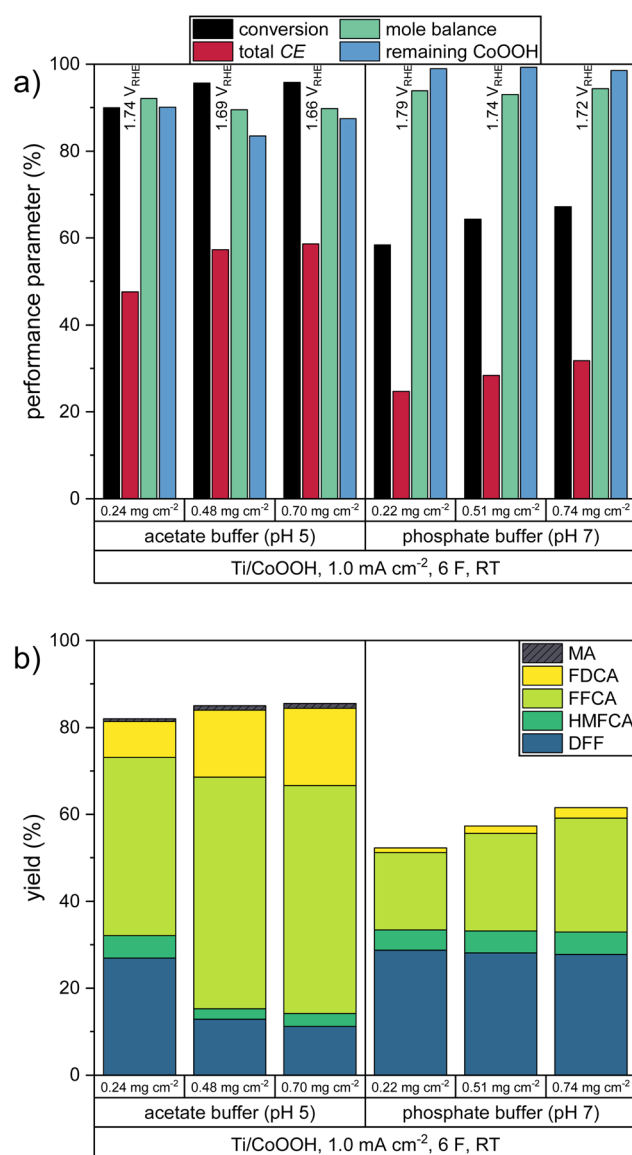 conversion
mole balance
total CE
remaining CoOOH
a)
performance parameter (%)
100
80
60
40
20
0
1.74 V_RHE
1.69 V_RHE
1.66 V_RHE
1.79 V_RHE
1.74 V_RHE
1.72 V_RHE
0.24 mg cm⁻² 0.48 mg cm⁻² 0.70 mg cm⁻² 0.22 mg cm⁻² 0.51 mg cm⁻² 0.74 mg cm⁻²
acetate buffer (pH 5) phosphate buffer (pH 7)
Ti/CoOOH, 1.0 mA cm⁻², 6 F, RT
b)
yield (%)
100
80
60
40
20
0
MA
FDCA
FFCA
HMFCA
DFF
0.24 mg cm⁻² 0.48 mg cm⁻² 0.70 mg cm⁻² 0.22 mg cm⁻² 0.51 mg cm⁻² 0.74 mg cm⁻²
acetate buffer (pH 5) phosphate buffer (pH 7)
Ti/CoOOH, 1.0 mA cm⁻², 6 F, RT